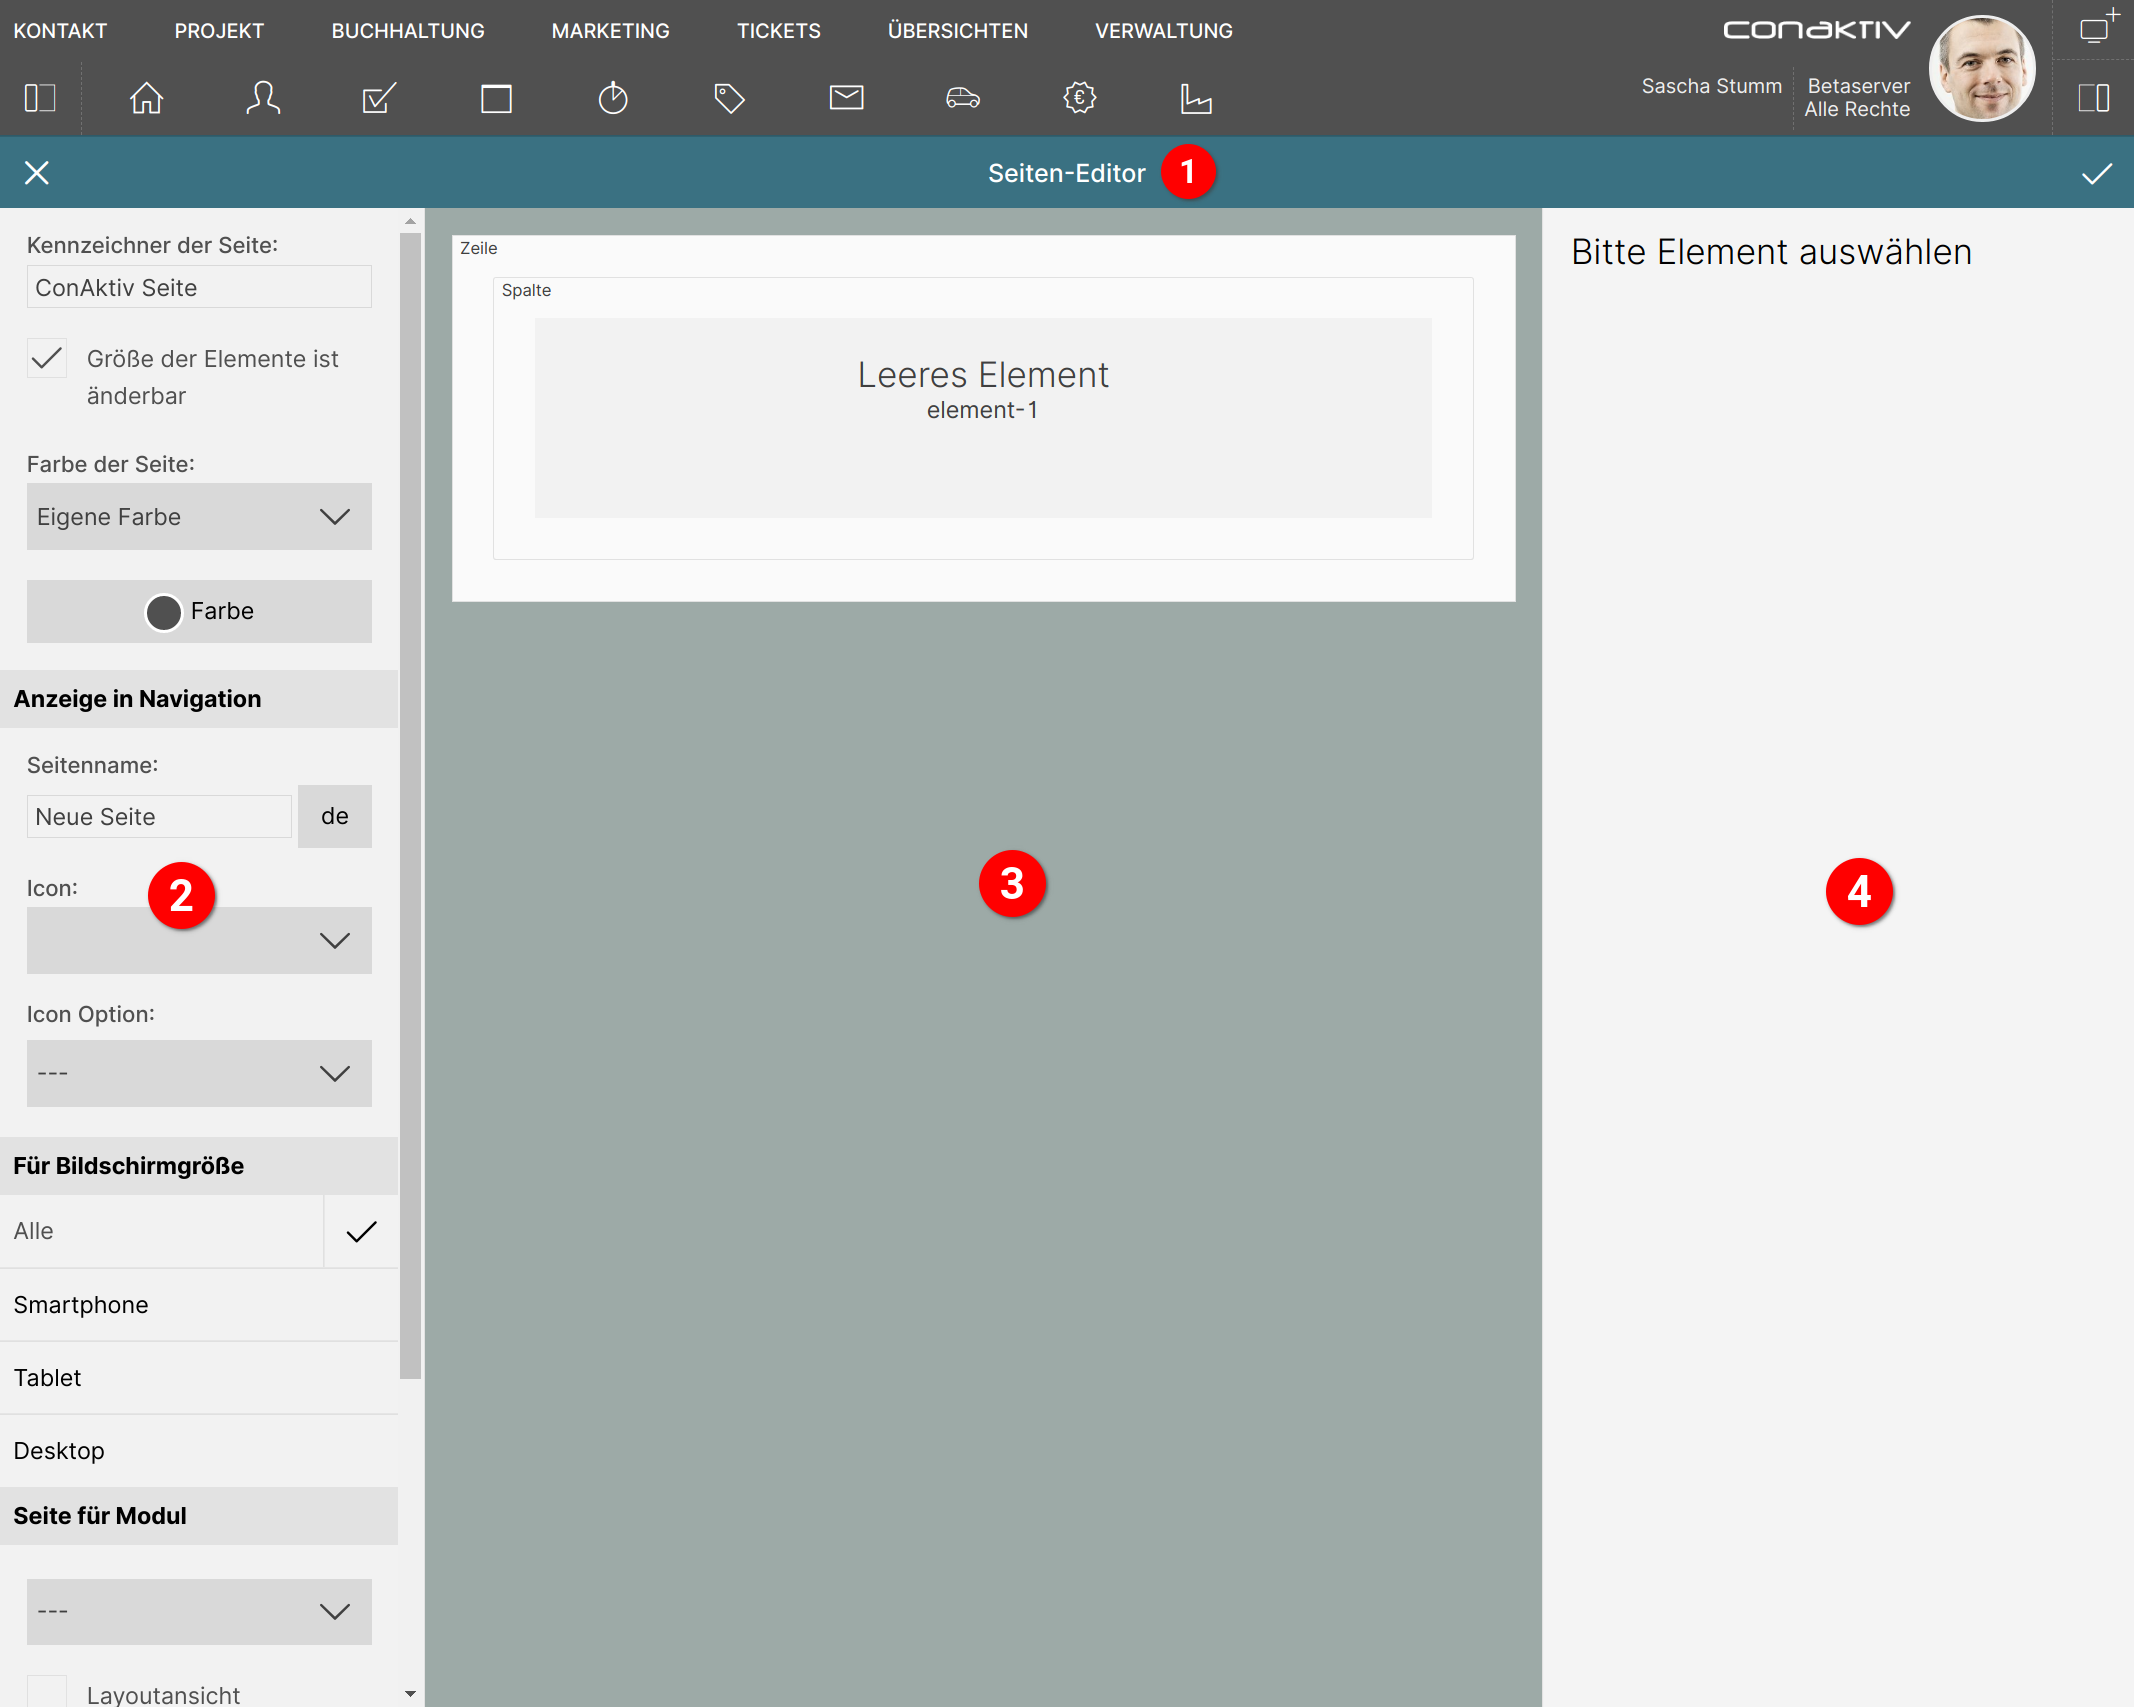 KONTAKT PROJEKT BUCHHALTUNG MARKETING TICKETS ÜBERSICHTEN VERWALTUNG
conaktiv
Sascha Stumm
Betaserver
Alle Rechte
Seiten-Editor 1
Kennzeichner der Seite:
ConAktiv Seite
Größe der Elemente ist
änderbar
Farbe der Seite:
Eigene Farbe
Farbe
Anzeige in Navigation
Seitenname:
Neue Seite de
Icon:
2
Icon Option:
---
Für Bildschirmgröße
Alle
Smartphone
Tablet
Desktop
Seite für Modul
---
Layoutansicht
Zeile
Spalte
Leeres Element
element-1
3
Bitte Element auswählen
4